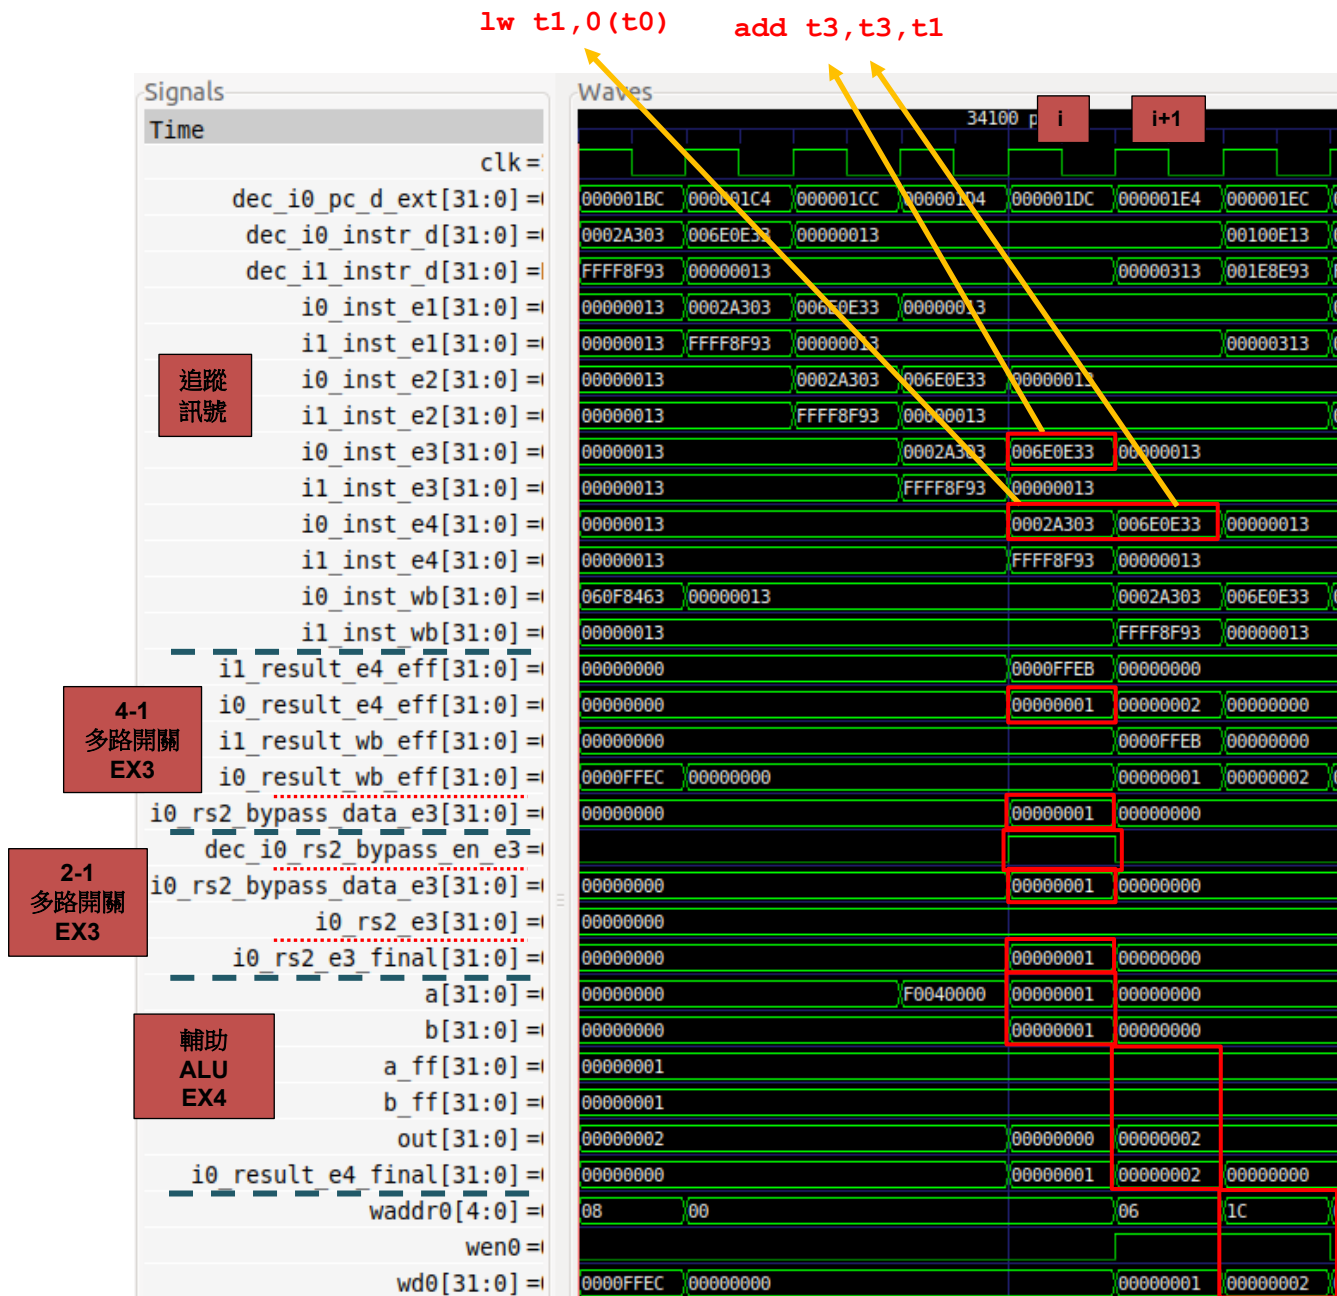 lw t1,0(t0) add t3,t3,t1
Signals Waves
Time 34100 p i i+1
clk =
dec_i0_pc_d_ext[31:0] = 000001BC 000001C4 000001CC 000001D4 000001DC 000001E4 000001EC
dec_i0_instr_d[31:0] = 0002A303 006E0E33 00000013 00100E13
dec_i1_instr_d[31:0] = FFFF8F93 00000013 00000313 001E8E93
i0_inst_e1[31:0] = 00000013 0002A303 006E0E33 00000013
i1_inst_e1[31:0] = 00000013 FFFF8F93 00000013 00000313
追蹤
訊號
i0_inst_e2[31:0] = 00000013 0002A303 006E0E33 00000013
i1_inst_e2[31:0] = 00000013 FFFF8F93 00000013
i0_inst_e3[31:0] = 00000013 0002A303 006E0E33 00000013
i1_inst_e3[31:0] = 00000013 FFFF8F93 00000013
i0_inst_e4[31:0] = 00000013 0002A303 006E0E33 00000013
i1_inst_e4[31:0] = 00000013 FFFF8F93 00000013
i0_inst_wb[31:0] = 060F8463 00000013 0002A303 006E0E33
i1_inst_wb[31:0] = 00000013 FFFF8F93 00000013
4-1
多路開關
EX3
i1_result_e4_eff[31:0] = 00000000 0000FFEB 00000000
i0_result_e4_eff[31:0] = 00000000 00000001 00000002 00000000
i1_result_wb_eff[31:0] = 00000000 0000FFEB 00000000
i0_result_wb_eff[31:0] = 0000FFEC 00000000 00000001 00000002
i0_rs2_bypass_data_e3[31:0] = 00000000 00000001 00000000
2-1
多路開關
EX3
dec_i0_rs2_bypass_en_e3 =
i0_rs2_bypass_data_e3[31:0] = 00000000 00000001 00000000
i0_rs2_e3[31:0] = 00000000
i0_rs2_e3_final[31:0] = 00000000 00000001 00000000
輔助
ALU
EX4
a[31:0] = 00000000 F0040000 00000001 00000000
b[31:0] = 00000000 00000001 00000000
a_ff[31:0] = 00000001
b_ff[31:0] = 00000001
out[31:0] = 00000002 00000000 00000002
i0_result_e4_final[31:0] = 00000000 00000001 00000002 00000000
waddr0[4:0] = 08 00 06 1C
wen0 =
wd0[31:0] = 0000FFEC 00000000 00000001 00000002